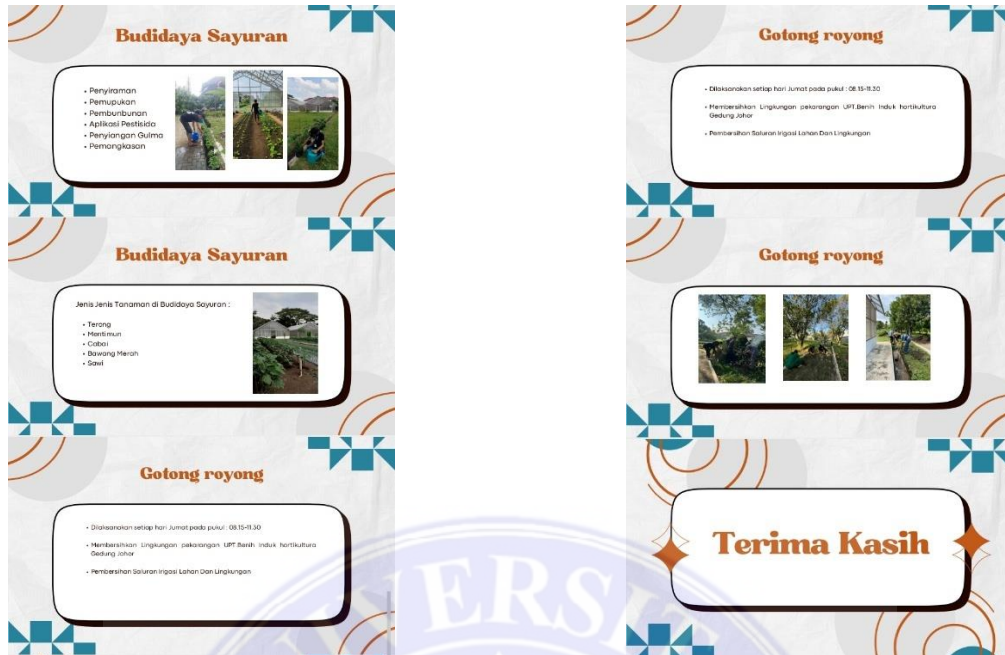 Budidaya Sayuran
• Penyiraman
• Pemupukan
• Pembunbunan
• Aplikasi Pestisida
• Penyiangan Gulma
• Pemangkasan
Budidaya Sayuran
Jenis Jenis Tanaman di Budidaya Sayuran :
• Terong
• Mentimun
• Cabai
• Bawang Merah
• Sawi
Gotong royong
• Dilaksanakan setiap hari Jumat pada pukul : 08.15-11.30
• Membersihkan Lingkungan pekarangan UPT.Benih Induk hortikultura
Gedung Johor
• Pembersihan Saluran Irigasi Lahan Dan Lingkungan
Gotong royong
• Dilaksanakan setiap hari Jumat pada pukul : 08.15-11.30
• Membersihkan Lingkungan pekarangan UPT.Benih Induk hortikultura
Gedung Johor
• Pembersihan Saluran Irigasi Lahan Dan Lingkungan
Gotong royong
Terima Kasih